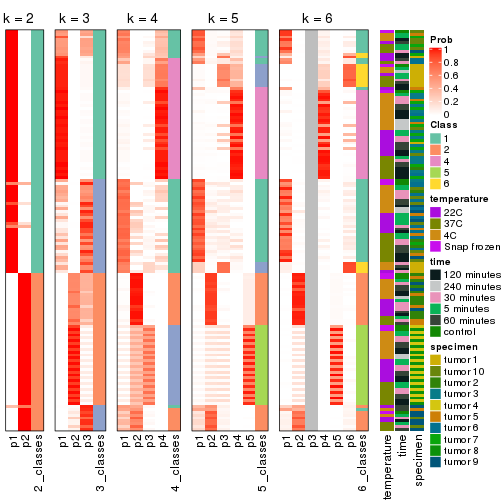 k = 2
k = 3
k = 4
k = 5
k = 6
p1
p2
2_classes
p1
p2
p3
3_classes
p1
p2
p3
p4
4_classes
p1
p2
p3
p4
p5
5_classes
p1
p2
p3
p4
p5
p6
6_classes
temperature
time
specimen
Prob
1
0.8
0.6
0.4
0.2
0
Class
1
2
4
5
6
temperature
22C
37C
4C
Snap frozen
time
120 minutes
240 minutes
30 minutes
5 minutes
60 minutes
control
specimen
tumor 1
tumor 10
tumor 2
tumor 3
tumor 4
tumor 5
tumor 6
tumor 7
tumor 8
tumor 9